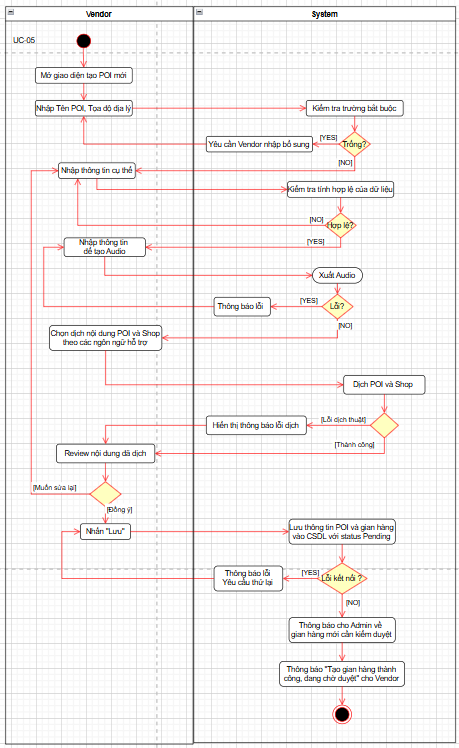 Vendor
System
UC-05
Mở giao diện tạo POI mới
Nhập Tên POI, Tọa độ địa lý
Kiểm tra trường bắt buộc
Yêu cần Vendor nhập bổ sung
[YES]
Trống?
[NO]
Nhập thông tin cụ thể
Kiểm tra tính hợp lệ của dữ liệu
[NO]
Hợp lệ?
[YES]
Nhập thông tin
để tạo Audio
Xuất Audio
Thông báo lỗi
[YES]
Lỗi?
[NO]
Chọn dịch nội dung POI và Shop
theo các ngôn ngữ hỗ trợ
Dịch POI và Shop
Hiển thị thông báo lỗi dịch
[Lỗi dịch thuật]
[Thành công]
Review nội dung đã dịch
[Muốn sửa lại]
[Đồng ý]
Nhấn "Lưu"
Lưu thông tin POI và gian hàng
vào CSDL với status Pending
Thông báo lỗi
Yêu cầu thử lại
[YES]
Lỗi kết nối ?
[NO]
Thông báo cho Admin về
gian hàng mới cần kiểm duyệt
Thông báo "Tạo gian hàng thành
công, đang chờ duyệt" cho Vendor